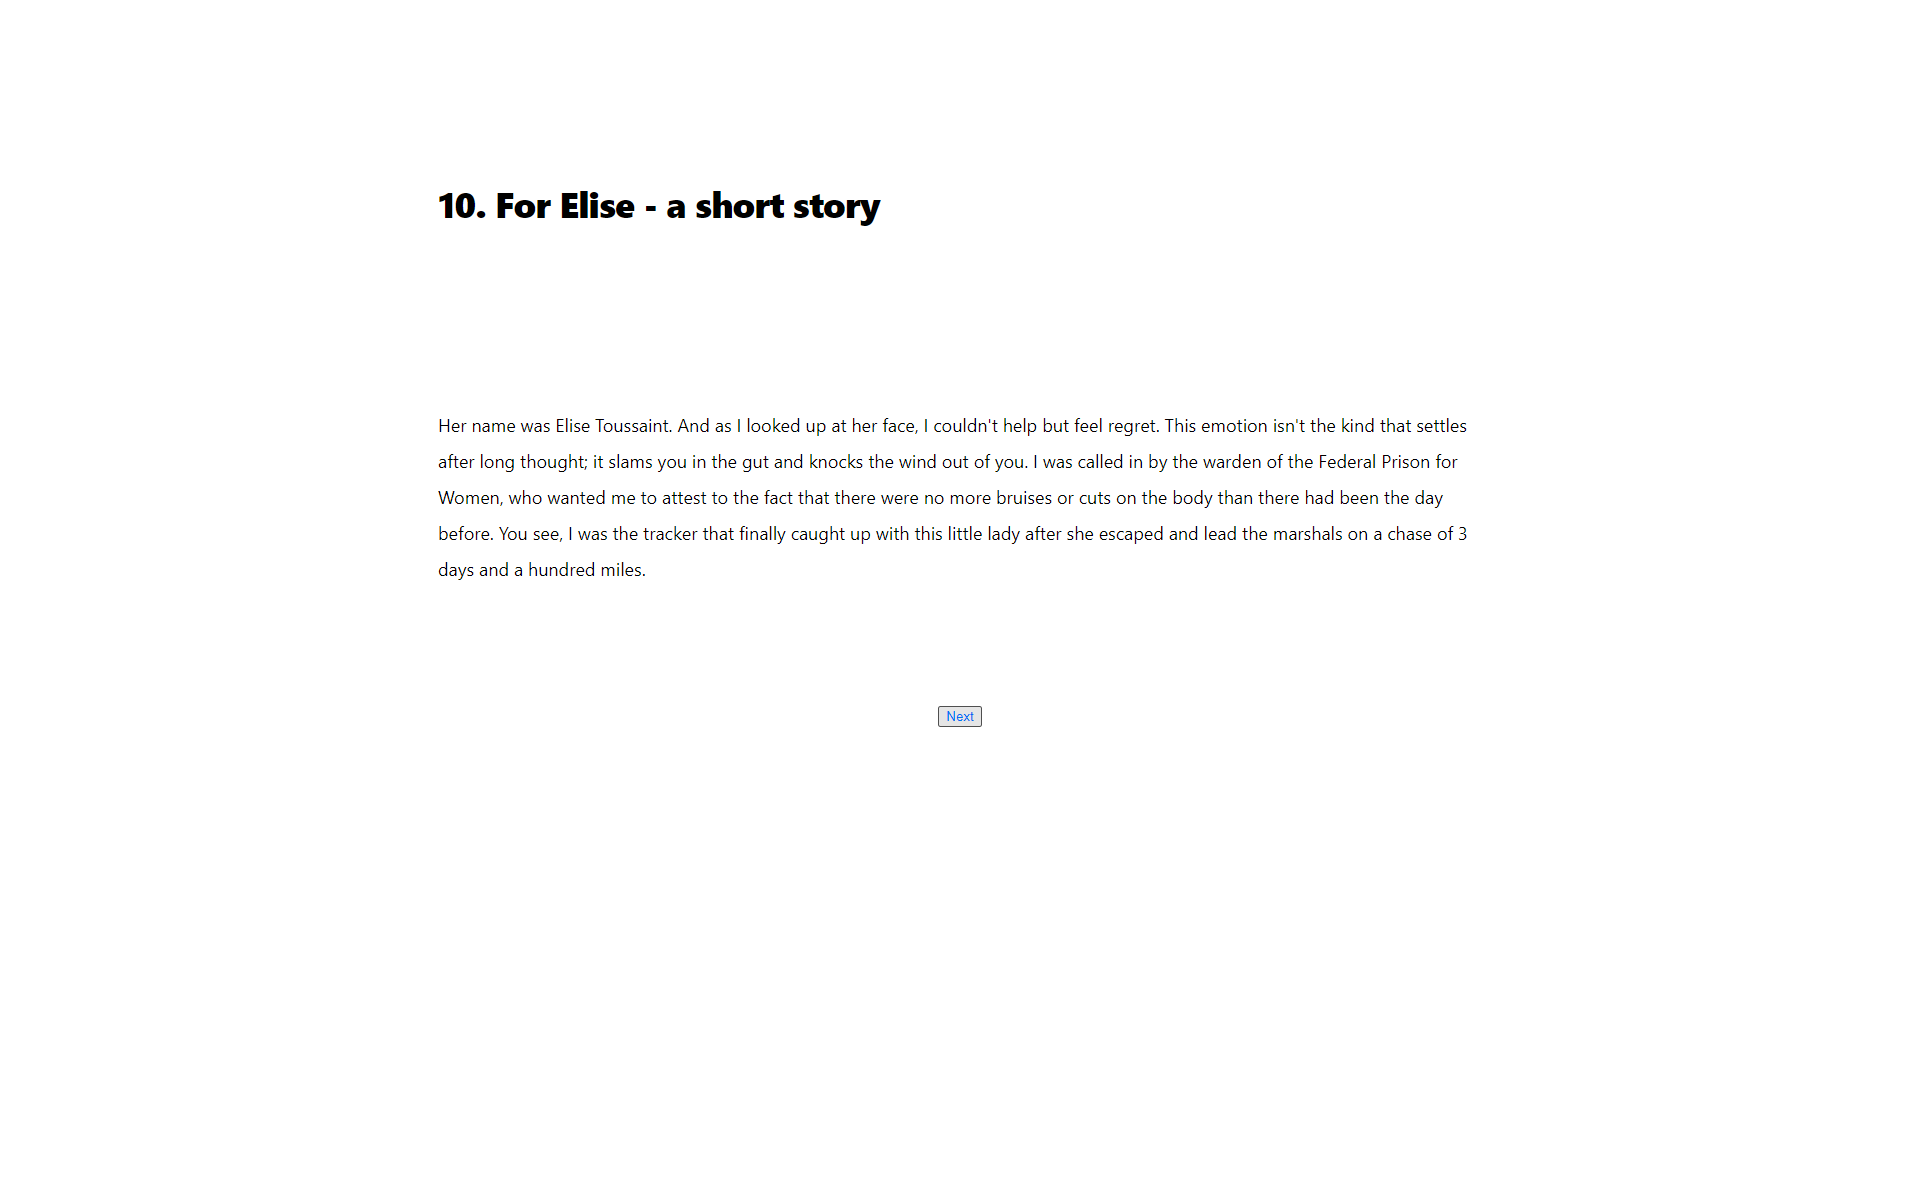 10. For Elise - a short story
Her name was Elise Toussaint. And as I looked up at her face, I couldn't help but feel regret. This emotion isn't the kind that settles
after long thought; it slams you in the gut and knocks the wind out of you. I was called in by the warden of the Federal Prison for
Women, who wanted me to attest to the fact that there were no more bruises or cuts on the body than there had been the day
before. You see, I was the tracker that finally caught up with this little lady after she escaped and lead the marshals on a chase of 3
days and a hundred miles.
Next